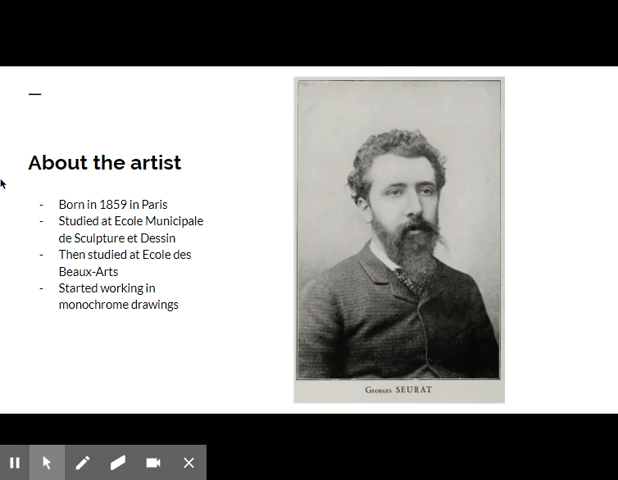 About the artist
- Born in 1859 in Paris
- Studied at Ecole Municipale
de Sculpture et Dessin
- Then studied at Ecole des
Beaux-Arts
- Started working in
monochrome drawings
Georges SEURAT